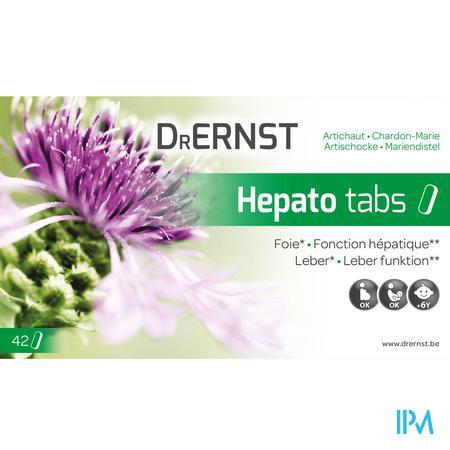 DRERNST
Artichaut • Chardon-Marie
Artischocke • Mariendistel
Hepato tabs
Foie* • Fonction hépatique**
Leber* • Leber funktion**
OK
OK
+6Y
42
www.drernst.be
IPM